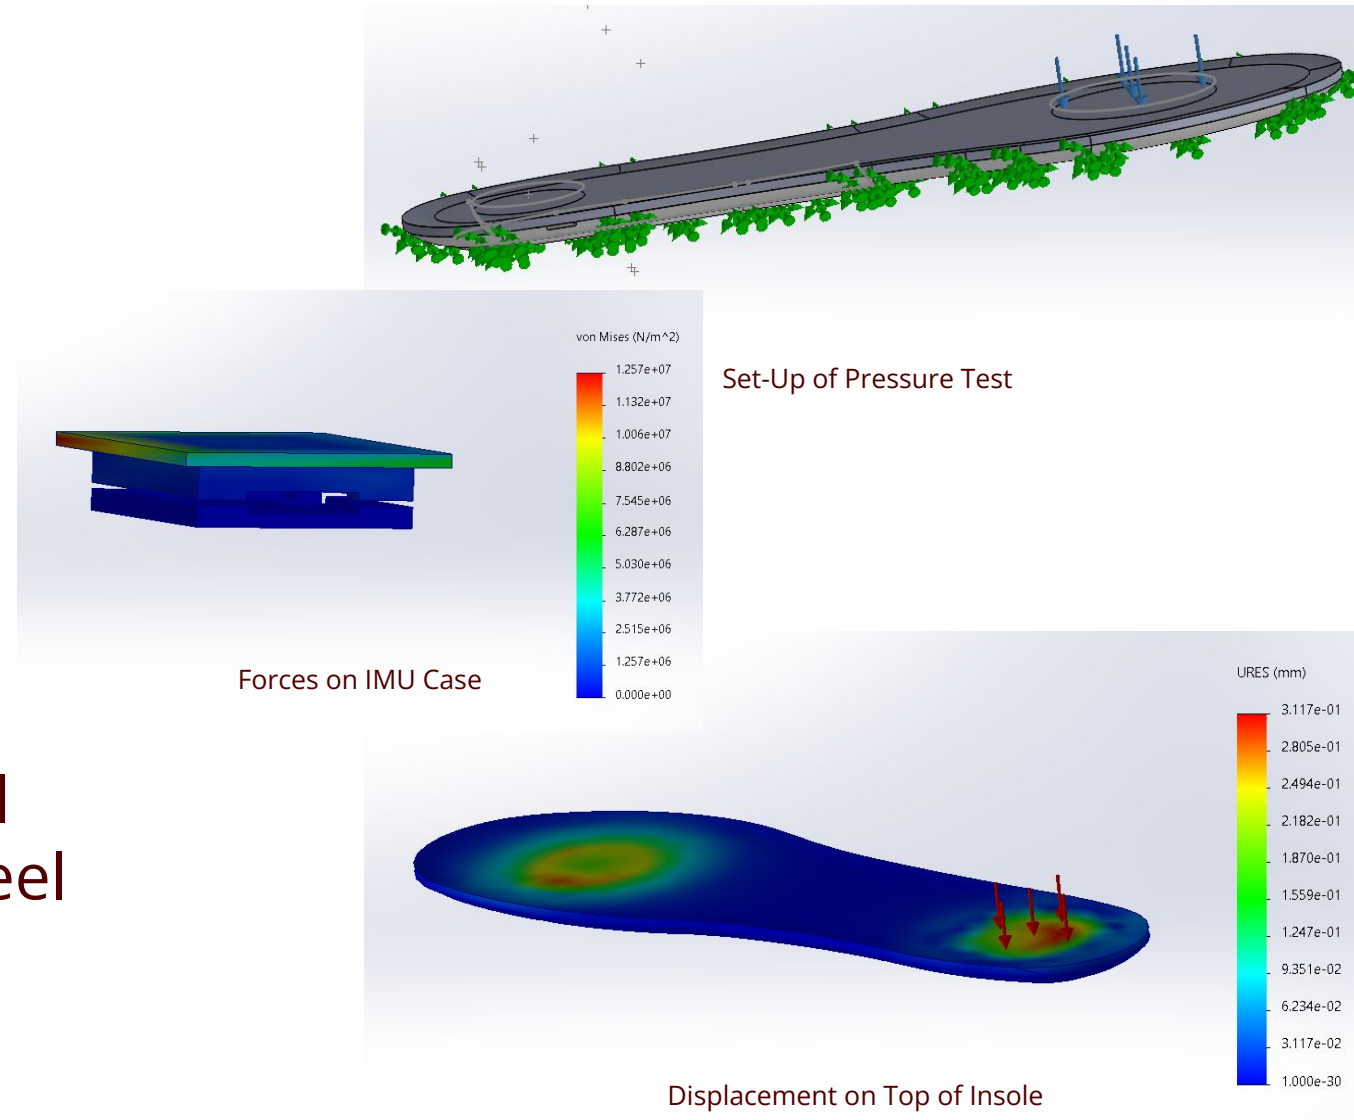 Set-Up of Pressure Test
von Mises (N/m^2)
1.257e+07
1.132e+07
1.006e+07
8.802e+06
7.545e+06
6.287e+06
5.030e+06
3.772e+06
2.515e+06
1.257e+06
0.000e+00
Forces on IMU Case
URES (mm)
3.117e-01
2.805e-01
2.494e-01
2.182e-01
1.870e-01
1.559e-01
1.247e-01
9.351e-02
6.234e-02
3.117e-02
1.000e-30
Displacement on Top of Insole